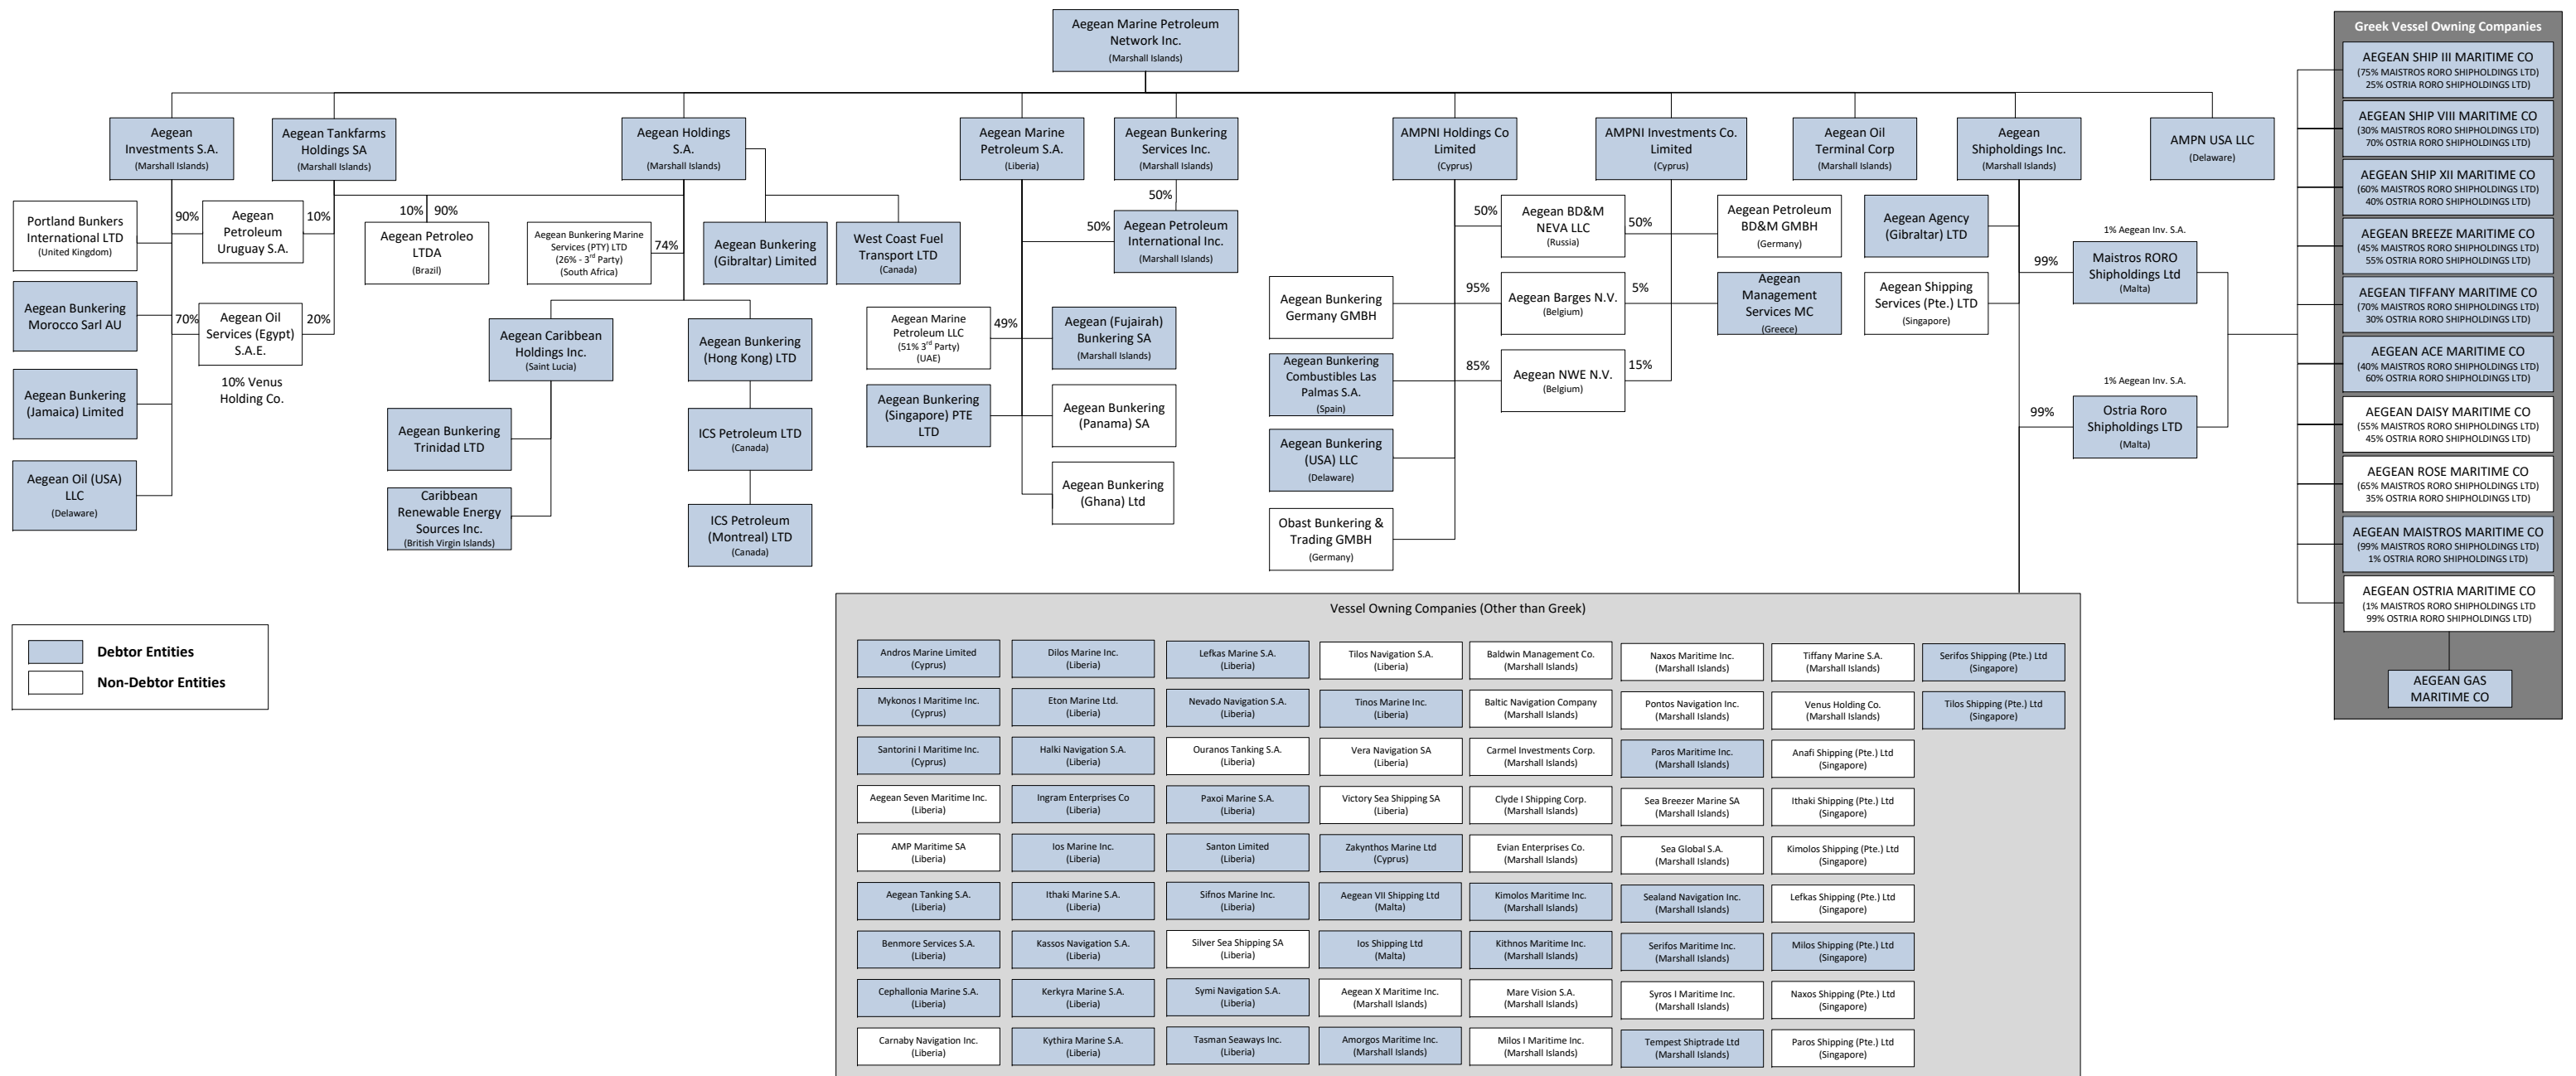 Aegean Marine Petroleum
Network Inc.
(Marshall Islands)
Aegean
Investments S.A.
(Marshall Islands)
Aegean Tankfarms
Holdings SA
(Marshall Islands)
Aegean Holdings
S.A.
(Marshall Islands)
Aegean Marine
Petroleum S.A.
(Liberia)
Aegean Bunkering
Services Inc.
(Marshall Islands)
AMPNI Holdings Co
Limited
(Cyprus)
AMPNI Investments Co.
Limited
(Cyprus)
Aegean Oil
Terminal Corp
(Marshall Islands)
Aegean
Shipholdings Inc.
(Marshall Islands)
AMPN USA LLC
(Delaware)
Portland Bunkers
International LTD
(United Kingdom)
90%
Aegean
Petroleum
Uruguay S.A.
10%
Aegean Bunkering
Morocco Sarl AU
70%
Aegean Oil
Services (Egypt)
S.A.E.
20%
10% Venus
Holding Co.
Aegean Bunkering
(Jamaica) Limited
Aegean Oil (USA)
LLC
(Delaware)
10%
90%
Aegean Petroleo
LTDA
(Brazil)
Aegean Bunkering Marine
Services (PTY) LTD
(26% - 3rd Party)
(South Africa)
74%
Aegean Bunkering
(Gibraltar) Limited
West Coast Fuel
Transport LTD
(Canada)
Aegean Caribbean
Holdings Inc.
(Saint Lucia)
Aegean Bunkering
(Hong Kong) LTD
Aegean Bunkering
Trinidad LTD
ICS Petroleum LTD
(Canada)
Caribbean
Renewable Energy
Sources Inc.
(British Virgin Islands)
ICS Petroleum
(Montreal) LTD
(Canada)
50%
50%
Aegean Petroleum
International Inc.
(Marshall Islands)
Aegean Marine
Petroleum LLC
(51% 3rd Party)
(UAE)
49%
Aegean (Fujairah)
Bunkering SA
(Marshall Islands)
Aegean Bunkering
(Singapore) PTE
LTD
Aegean Bunkering
(Panama) SA
Aegean Bunkering
(Ghana) Ltd
50%
Aegean BD&M
NEVA LLC
(Russia)
50%
Aegean Petroleum
BD&M GMBH
(Germany)
Aegean Bunkering
Germany GMBH
95%
Aegean Barges N.V.
(Belgium)
5%
Aegean
Management
Services MC
(Greece)
Aegean Bunkering
Combustibles Las
Palmas S.A.
(Spain)
85%
Aegean NWE N.V.
(Belgium)
15%
Aegean Bunkering
(USA) LLC
(Delaware)
Obast Bunkering &
Trading GMBH
(Germany)
Aegean Agency
(Gibraltar) LTD
Aegean Shipping
Services (Pte.) LTD
(Singapore)
99%
1% Aegean Inv. S.A.
Maistros RORO
Shipholdings Ltd
(Malta)
99%
1% Aegean Inv. S.A.
Ostria Roro
Shipholdings LTD
(Malta)
Greek Vessel Owning Companies
AEGEAN SHIP III MARITIME CO
(75% MAISTROS RORO SHIPHOLDINGS LTD)
25% OSTRIA RORO SHIPHOLDINGS LTD)
AEGEAN SHIP VIII MARITIME CO
(30% MAISTROS RORO SHIPHOLDINGS LTD)
70% OSTRIA RORO SHIPHOLDINGS LTD)
AEGEAN SHIP XII MARITIME CO
(60% MAISTROS RORO SHIPHOLDINGS LTD)
40% OSTRIA RORO SHIPHOLDINGS LTD)
AEGEAN BREEZE MARITIME CO
(45% MAISTROS RORO SHIPHOLDINGS LTD)
55% OSTRIA RORO SHIPHOLDINGS LTD)
AEGEAN TIFFANY MARITIME CO
(70% MAISTROS RORO SHIPHOLDINGS LTD)
30% OSTRIA RORO SHIPHOLDINGS LTD)
AEGEAN ACE MARITIME CO
(40% MAISTROS RORO SHIPHOLDINGS LTD)
60% OSTRIA RORO SHIPHOLDINGS LTD)
AEGEAN DAISY MARITIME CO
(55% MAISTROS RORO SHIPHOLDINGS LTD)
45% OSTRIA RORO SHIPHOLDINGS LTD)
AEGEAN ROSE MARITIME CO
(65% MAISTROS RORO SHIPHOLDINGS LTD)
35% OSTRIA RORO SHIPHOLDINGS LTD)
AEGEAN MAISTROS MARITIME CO
(99% MAISTROS RORO SHIPHOLDINGS LTD)
1% OSTRIA RORO SHIPHOLDINGS LTD)
AEGEAN OSTRIA MARITIME CO
(1% MAISTROS RORO SHIPHOLDINGS LTD
99% OSTRIA RORO SHIPHOLDINGS LTD)
AEGEAN GAS
MARITIME CO
Debtor Entities
Non-Debtor Entities
Vessel Owning Companies (Other than Greek)
Andros Marine Limited
(Cyprus)
Mykonos I Maritime Inc.
(Cyprus)
Santorini I Maritime Inc.
(Cyprus)
Aegean Seven Maritime Inc.
(Liberia)
AMP Maritime SA
(Liberia)
Aegean Tanking S.A.
(Liberia)
Benmore Services S.A.
(Liberia)
Cephallonia Marine S.A.
(Liberia)
Carnaby Navigation Inc.
(Liberia)
Dilos Marine Inc.
(Liberia)
Eton Marine Ltd.
(Liberia)
Halki Navigation S.A.
(Liberia)
Ingram Enterprises Co
(Liberia)
Ios Marine Inc.
(Liberia)
Ithaki Marine S.A.
(Liberia)
Kassos Navigation S.A.
(Liberia)
Kerkyra Marine S.A.
(Liberia)
Kythira Marine S.A.
(Liberia)
Lefkas Marine S.A.
(Liberia)
Nevado Navigation S.A.
(Liberia)
Ouranos Tanking S.A.
(Liberia)
Paxoi Marine S.A.
(Liberia)
Santon Limited
(Liberia)
Sifnos Marine Inc.
(Liberia)
Silver Sea Shipping SA
(Liberia)
Symi Navigation S.A.
(Liberia)
Tasman Seaways Inc.
(Liberia)
Tilos Navigation S.A.
(Liberia)
Tinos Marine Inc.
(Liberia)
Vera Navigation SA
(Liberia)
Victory Sea Shipping SA
(Liberia)
Zakynthos Marine Ltd
(Cyprus)
Aegean VII Shipping Ltd
(Malta)
Ios Shipping Ltd
(Malta)
Aegean X Maritime Inc.
(Marshall Islands)
Amorgos Maritime Inc.
(Marshall Islands)
Baldwin Management Co.
(Marshall Islands)
Baltic Navigation Company
(Marshall Islands)
Carmel Investments Corp.
(Marshall Islands)
Clyde I Shipping Corp.
(Marshall Islands)
Evian Enterprises Co.
(Marshall Islands)
Kimolos Maritime Inc.
(Marshall Islands)
Kithnos Maritime Inc.
(Marshall Islands)
Mare Vision S.A.
(Marshall Islands)
Milos I Maritime Inc.
(Marshall Islands)
Naxos Maritime Inc.
(Marshall Islands)
Pontos Navigation Inc.
(Marshall Islands)
Paros Maritime Inc.
(Marshall Islands)
Sea Breezer Marine SA
(Marshall Islands)
Sea Global S.A.
(Marshall Islands)
Sealand Navigation Inc.
(Marshall Islands)
Serifos Maritime Inc.
(Marshall Islands)
Syros I Maritime Inc.
(Marshall Islands)
Tempest Shiptrade Ltd
(Marshall Islands)
Tiffany Marine S.A.
(Marshall Islands)
Venus Holding Co.
(Marshall Islands)
Anafi Shipping (Pte.) Ltd
(Singapore)
Ithaki Shipping (Pte.) Ltd
(Singapore)
Kimolos Shipping (Pte.) Ltd
(Singapore)
Lefkas Shipping (Pte.) Ltd
(Singapore)
Milos Shipping (Pte.) Ltd
(Singapore)
Naxos Shipping (Pte.) Ltd
(Singapore)
Paros Shipping (Pte.) Ltd
(Singapore)
Serifos Shipping (Pte.) Ltd
(Singapore)
Tilos Shipping (Pte.) Ltd
(Singapore)